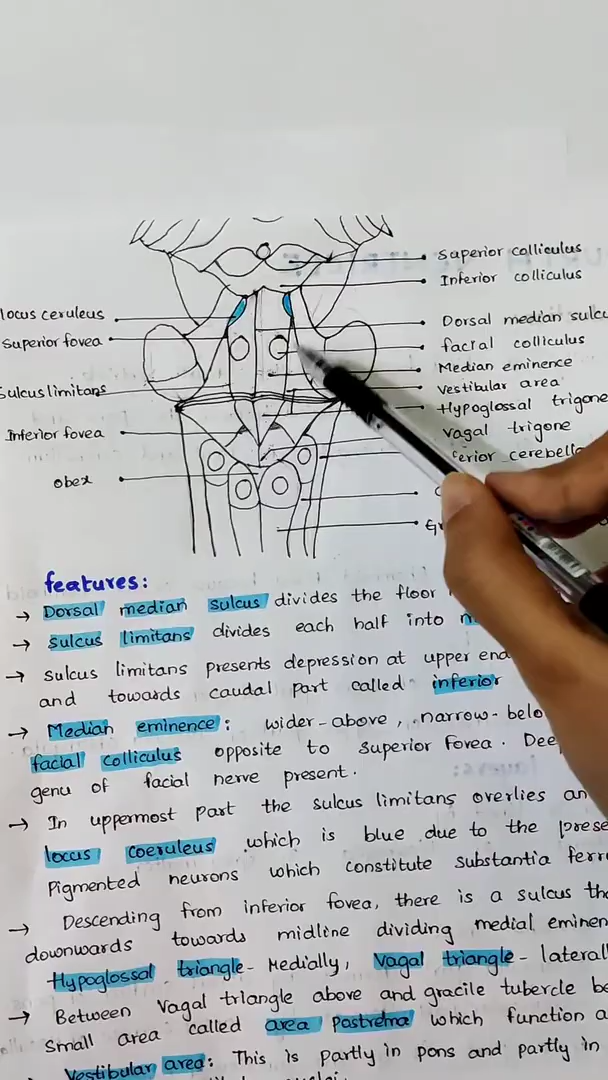 Superior colliculus
Inferior colliculus
locus ceruleus
Dorsal median sulc
Superior fovea
facial colliculus
Median eminence
Sulcus limitans
Vestibular area
Hypoglossal trigone
Inferior fovea
vagal trigone
cerebell
obex
features:
→ Dorsal median sulcus divides the floor
→ sulcus limitans divides each half into
→ sulcus limitans presents depression at upper end
and towards caudal part called inferior
→ Median eminence: wider-above, narrow-belo
facial colliculus opposite to superior fovea. Dee
genu of facial nerve present.
→ In uppermost part the sulcus limitans overlies an
locus coeruleus which is blue due to the prese
Pigmented neurons which constitute substantia ferr
→ Descending from inferior fovea, there is a sulcus th
downwards towards midline dividing medial eminen
Hypoglossal triangle- Medially, Vagal triangle - lateral
→ Between vagal triangle above and gracile tubercle be
small area called area postrema which function a
Vestibular area: This is partly in pons and partly in